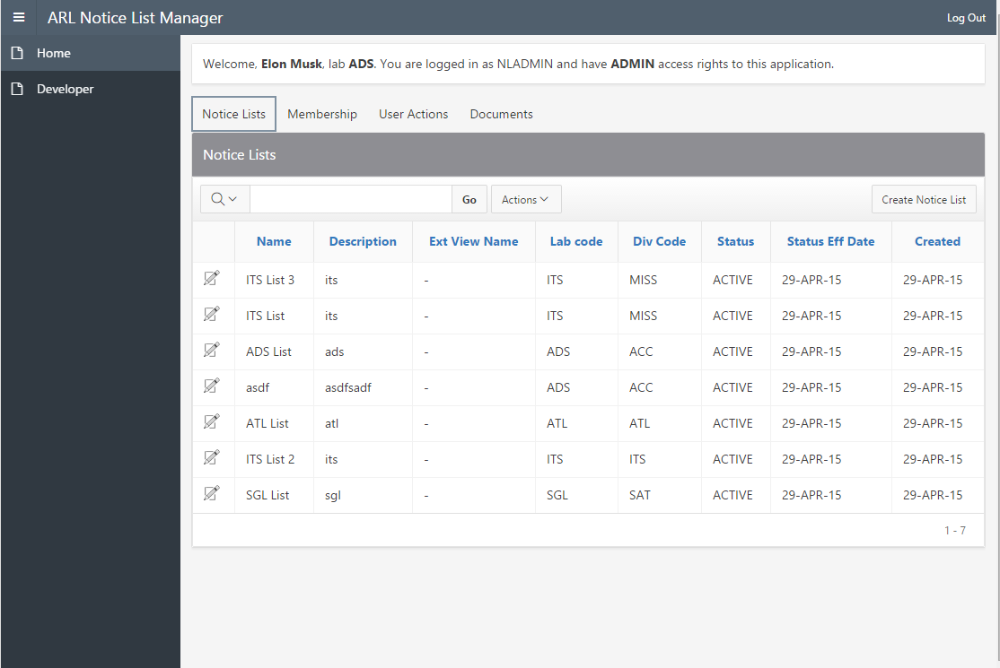 ARL Notice List Manager Log Out
Home
Developer
Welcome, Elon Musk, lab ADS. You are logged in as NLADMIN and have ADMIN access rights to this application.
Notice Lists Membership User Actions Documents
Notice Lists
Go Actions Create Notice List
Name Description Ext View Name Lab code Div Code Status Status Eff Date Created
ITS List 3 its - ITS MISS ACTIVE 29-APR-15 29-APR-15
ITS List its - ITS MISS ACTIVE 29-APR-15 29-APR-15
ADS List ads - ADS ACC ACTIVE 29-APR-15 29-APR-15
asdf asdfsadf - ADS ACC ACTIVE 29-APR-15 29-APR-15
ATL List atl - ATL ATL ACTIVE 29-APR-15 29-APR-15
ITS List 2 its - ITS ITS ACTIVE 29-APR-15 29-APR-15
SGL List sgl - SGL SAT ACTIVE 29-APR-15 29-APR-15
1 - 7